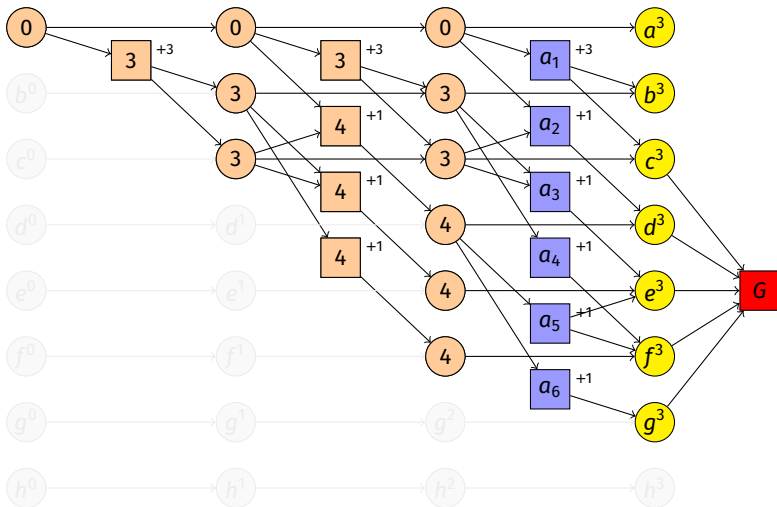 0 0 0 a³
3 +3 3 +3 a₁ +3
b⁰ 3 3 b³
4 +1 a₂ +1
c⁰ 3 3 c³
4 +1 a₃ +1
d⁰ d¹ 4 d³
4 +1 a₄ +1
e⁰ e¹ 4 e³ G
a₅ +1
f⁰ f¹ 4 f³
a₆ +1
g⁰ g¹ g² g³
h⁰ h¹ h² h³